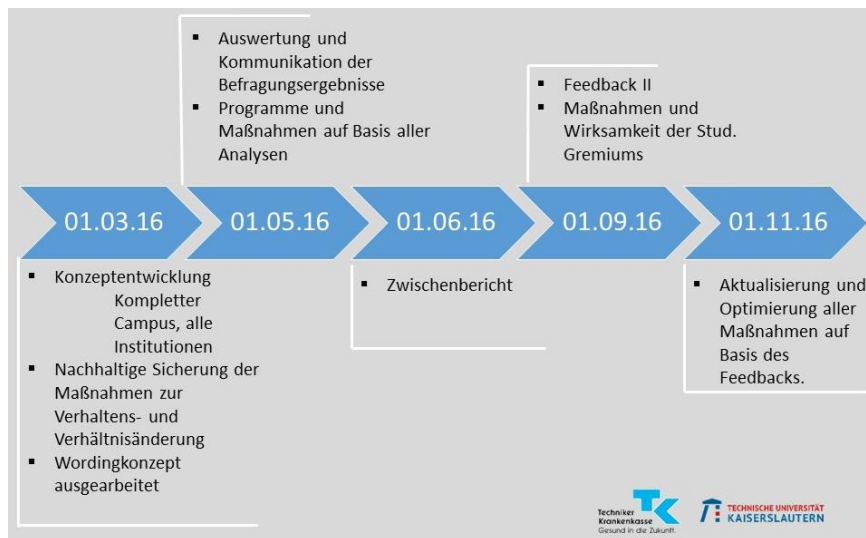 ▪ Auswertung und
Kommunikation der
Befragungsergebnisse
▪ Programme und
Maßnahmen auf Basis aller
Analysen
▪ Feedback II
▪ Maßnahmen und
Wirksamkeit der Stud.
Gremiums
01.03.16
01.05.16
01.06.16
01.09.16
01.11.16
▪ Konzeptentwicklung
Kompletter
Campus, alle
Institutionen
▪ Nachhaltige Sicherung der
Maßnahmen zur
Verhaltens- und
Verhältnisänderung
▪ Wordingkonzept
ausgearbeitet
▪ Zwischenbericht
▪ Aktualisierung und
Optimierung aller
Maßnahmen auf
Basis des
Feedbacks.
Techniker
Krankenkasse
Gesund in die Zukunft.
TK
TECHNISCHE UNIVERSITÄT
KAISERSLAUTERN